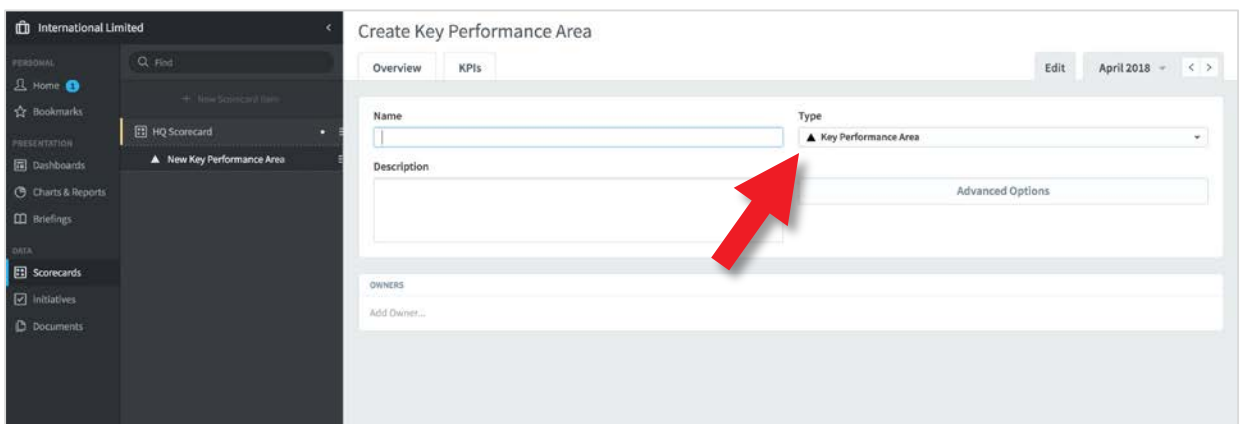 International Limited
PERSONAL
Home 1
Bookmarks
PRESENTATION
Dashboards
Charts & Reports
Briefings
DATA
Scorecards
Initiatives
Documents
Find
+ New Scorecard Item
HQ Scorecard
New Key Performance Area
Create Key Performance Area
Overview KPIs Edit April 2018
Name Type
Key Performance Area
Description
Advanced Options
OWNERS
Add Owner...